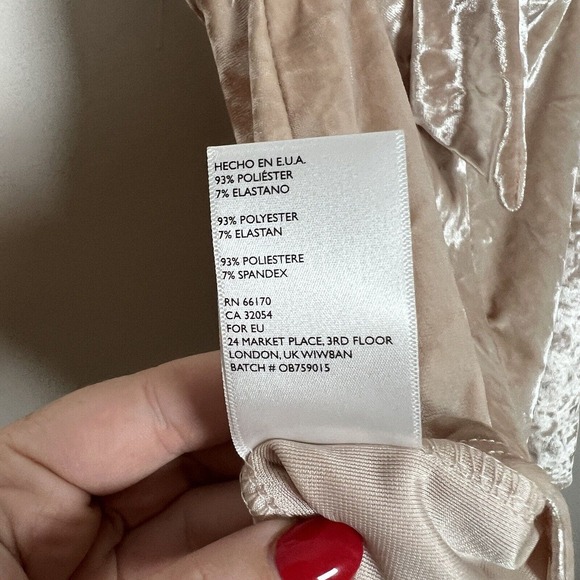 HECHO EN E.U.A.
93% POLIÉSTER
7% ELASTANO
93% POLYESTER
7% ELASTAN
93% POLIESTERE
7% SPANDEX
RN 66170
CA 32054
FOR EU
24 MARKET PLACE, 3RD FLOOR
LONDON, UK WIW8AN
BATCH # OB759015